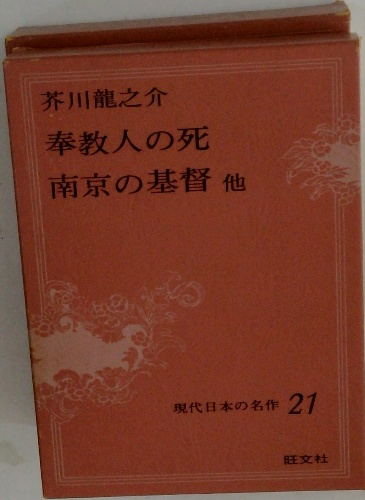 芥川龍之介
奉教人の死
南京の基督 他
現代日本の名作 21
旺文社